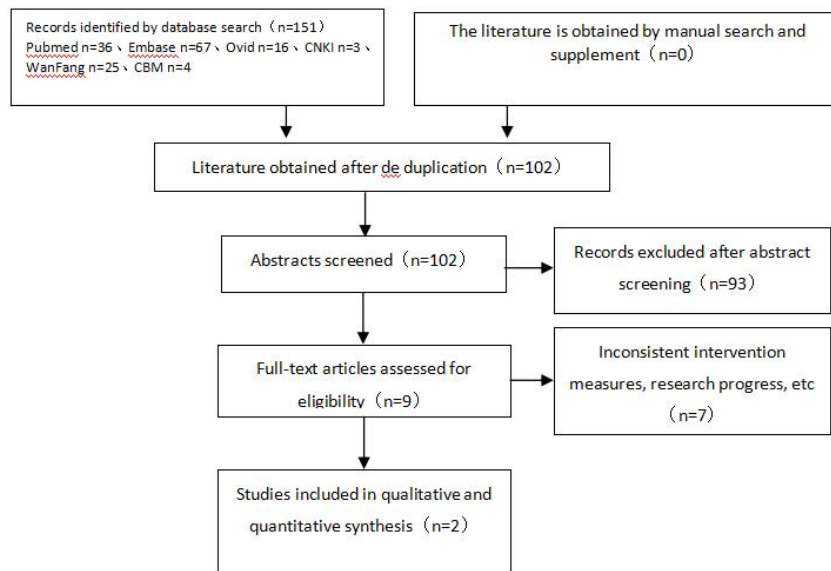 Records identified by database search（n=151）
Pubmed n=36、Embase n=67、Ovid n=16、CNKI n=3、
WanFang n=25、CBM n=4
The literature is obtained by manual search and
supplement（n=0）
Literature obtained after de duplication（n=102）
Abstracts screened（n=102）
Records excluded after abstract
screening（n=93）
Full-text articles assessed for
eligibility（n=9）
Inconsistent intervention
measures, research progress, etc
（n=7）
Studies included in qualitative and
quantitative synthesis（n=2）